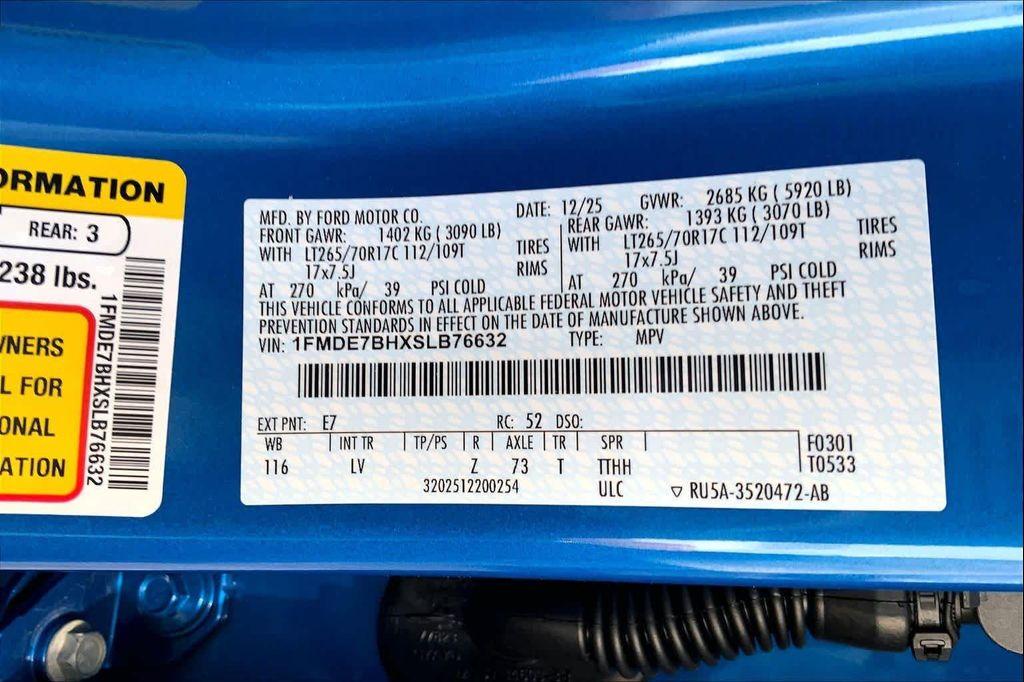 ORMATION
REAR: 3
238 lbs.
WNERS
L FOR
ONAL
ATION
1FMDE7BHXSLB76632
MFD. BY FORD MOTOR CO. DATE: 12/25 GVWR: 2685 KG ( 5920 LB)
FRONT GAWR: 1402 KG ( 3090 LB) REAR GAWR: 1393 KG ( 3070 LB)
WITH LT265/70R17C 112/109T TIRES WITH LT265/70R17C 112/109T TIRES
17x7.5J RIMS 17x7.5J RIMS
AT 270 kPa/ 39 PSI COLD AT 270 kPa/ 39 PSI COLD
THIS VEHICLE CONFORMS TO ALL APPLICABLE FEDERAL MOTOR VEHICLE SAFETY AND THEFT
PREVENTION STANDARDS IN EFFECT ON THE DATE OF MANUFACTURE SHOWN ABOVE.
VIN: 1FMDE7BHXSLB76632 TYPE: MPV
EXT PNT: E7 RC: 52 DSO:
WB INT TR TP/PS R AXLE TR SPR F0301
116 LV Z 73 T TTHH T0533
3202512200254 ULC RU5A-3520472-AB